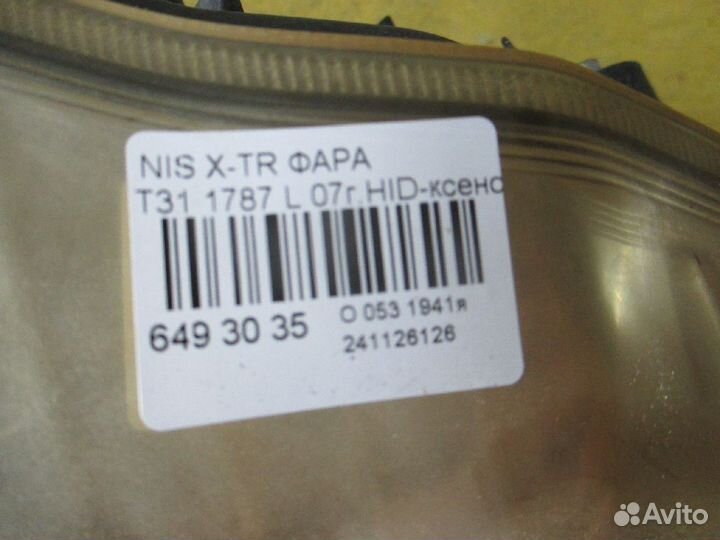 NIS X-TR ФАРА
T31 1787 L 07г.HID-ксено
649 30 35
O 053 1941я
241126126
Avito